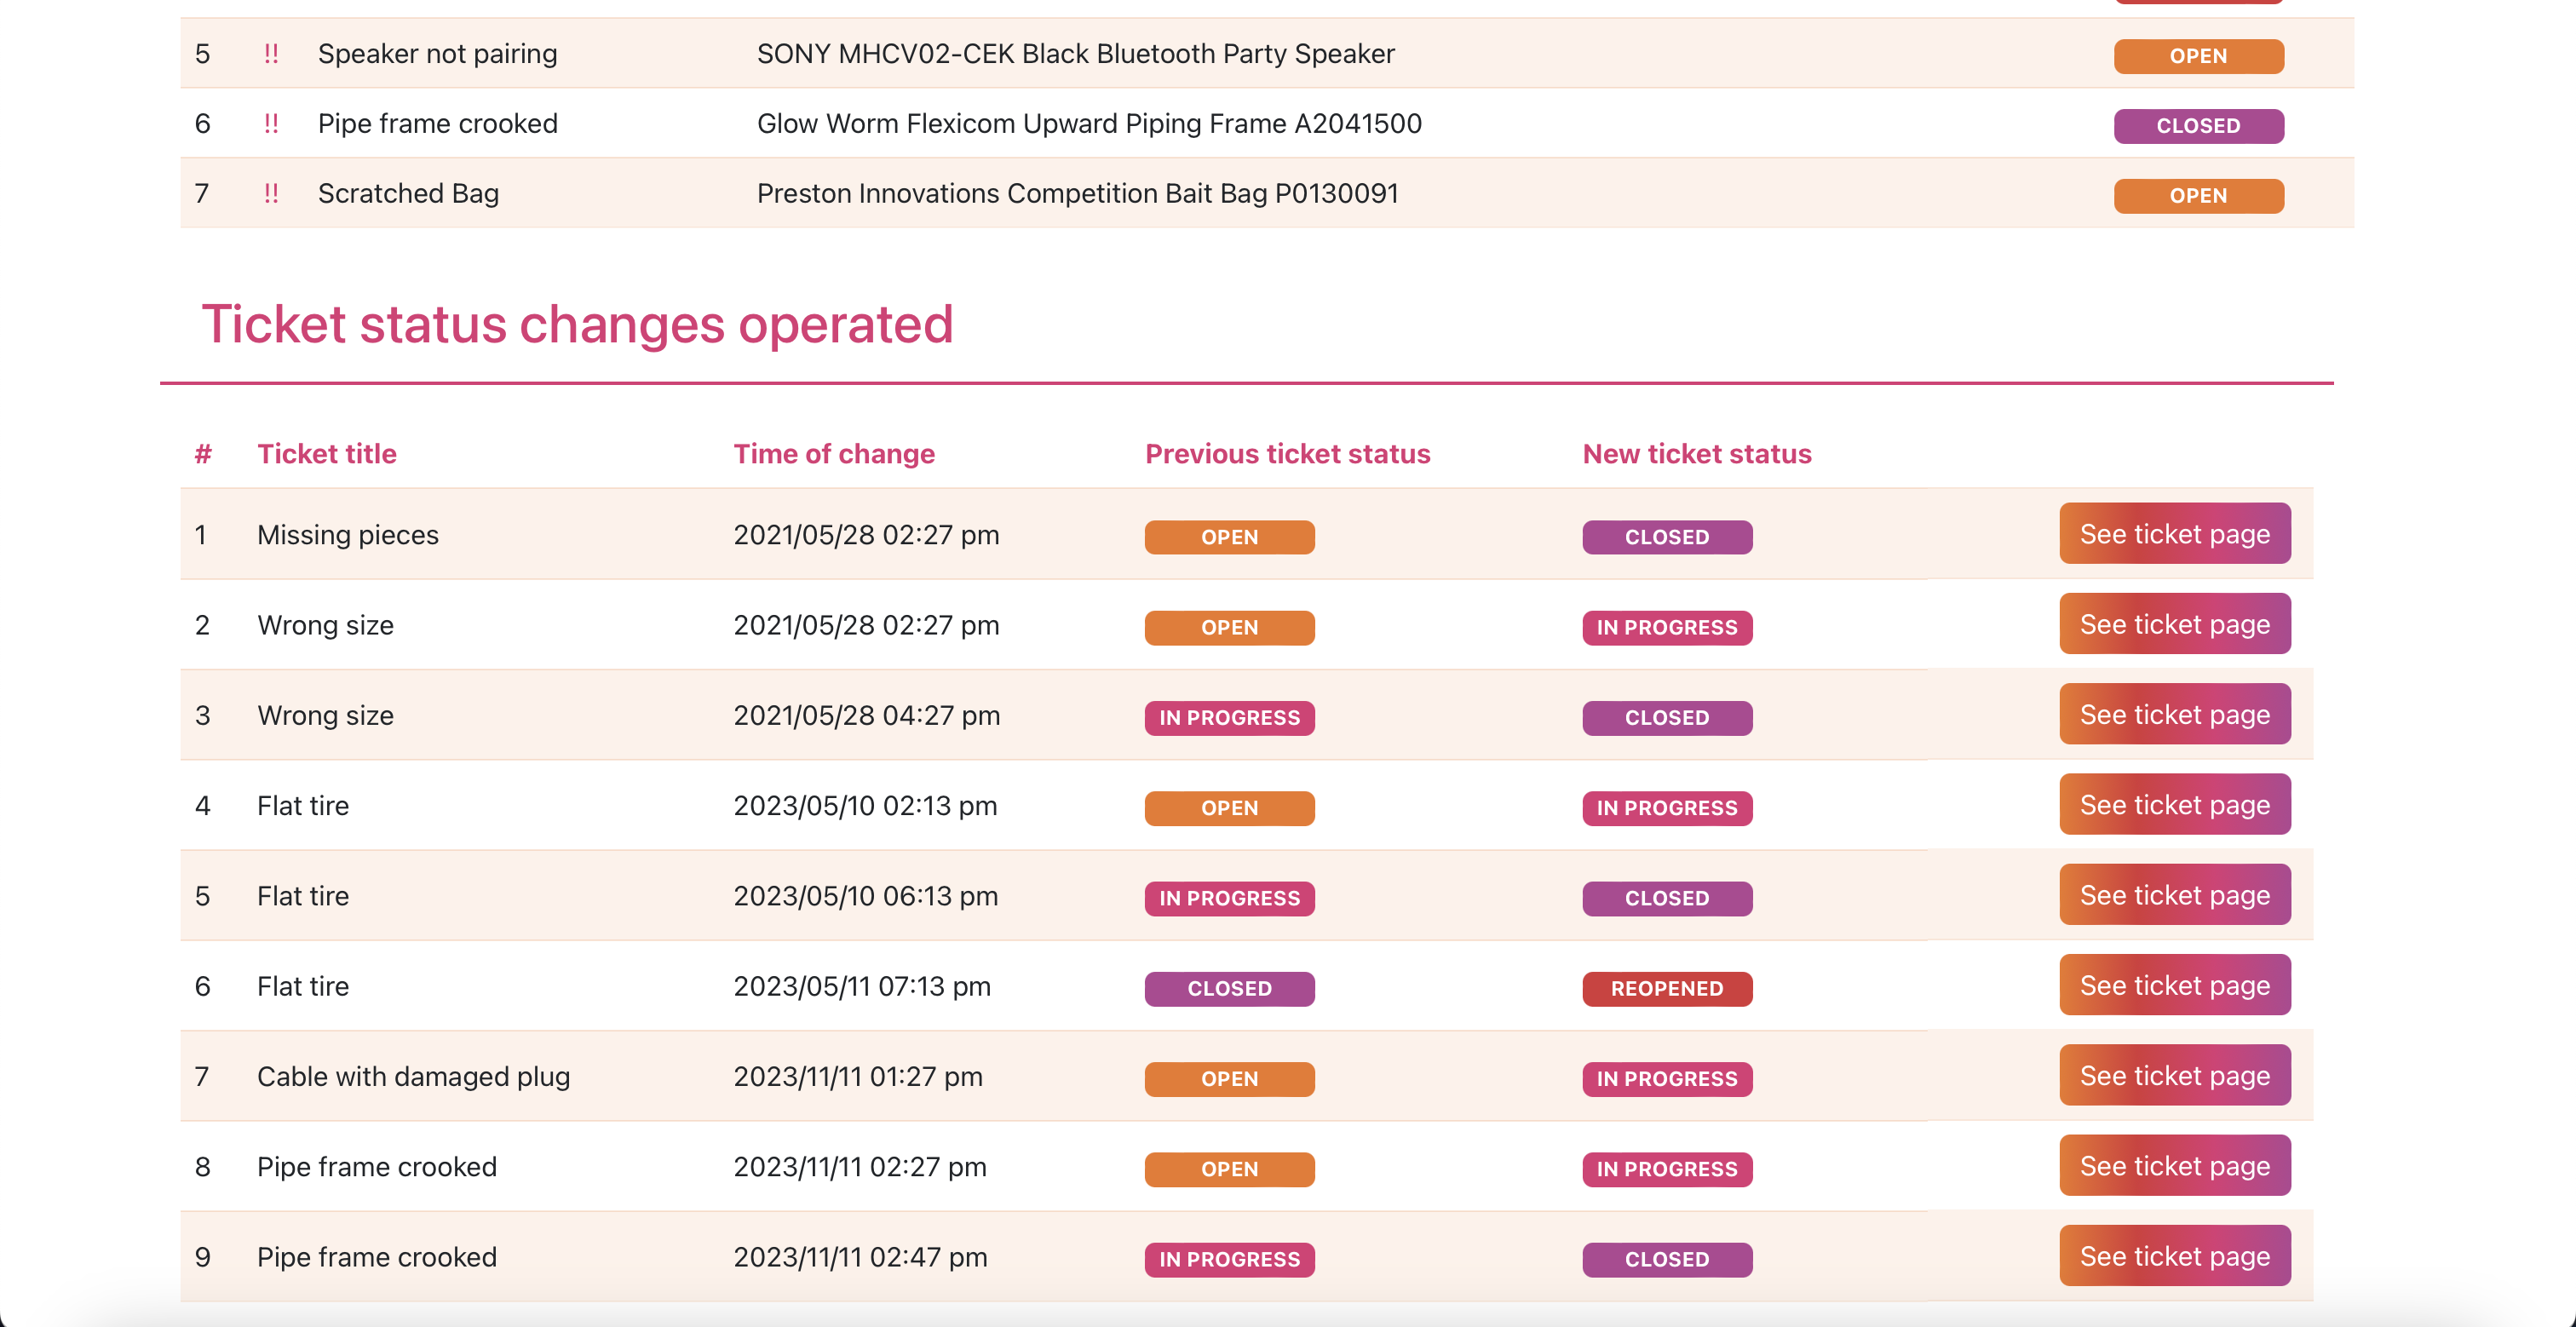 5 !! Speaker not pairing SONY MHCV02-CEK Black Bluetooth Party Speaker OPEN
6 !! Pipe frame crooked Glow Worm Flexicom Upward Piping Frame A2041500 CLOSED
7 !! Scratched Bag Preston Innovations Competition Bait Bag P0130091 OPEN
Ticket status changes operated
# Ticket title Time of change Previous ticket status New ticket status
1 Missing pieces 2021/05/28 02:27 pm OPEN CLOSED See ticket page
2 Wrong size 2021/05/28 02:27 pm OPEN IN PROGRESS See ticket page
3 Wrong size 2021/05/28 04:27 pm IN PROGRESS CLOSED See ticket page
4 Flat tire 2023/05/10 02:13 pm OPEN IN PROGRESS See ticket page
5 Flat tire 2023/05/10 06:13 pm IN PROGRESS CLOSED See ticket page
6 Flat tire 2023/05/11 07:13 pm CLOSED REOPENED See ticket page
7 Cable with damaged plug 2023/11/11 01:27 pm OPEN IN PROGRESS See ticket page
8 Pipe frame crooked 2023/11/11 02:27 pm OPEN IN PROGRESS See ticket page
9 Pipe frame crooked 2023/11/11 02:47 pm IN PROGRESS CLOSED See ticket page